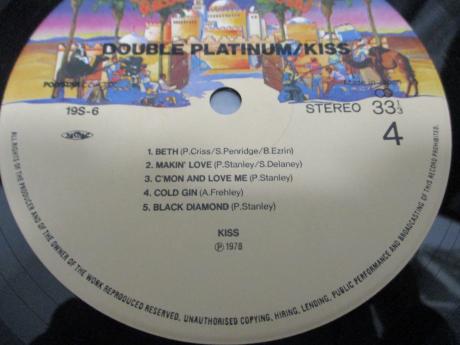 DOUBLE PLATINUM/KISS
19S-6
STEREO 33 1/3
4
1. BETH (P.Criss/S.Penridge/B.Ezrin)
2. MAKIN' LOVE (P.Stanley/S.Delaney)
3. C'MON AND LOVE ME (P.Stanley)
4. COLD GIN (A.Frehley)
5. BLACK DIAMOND (P.Stanley)
KISS
Ⓟ1978
ALL RIGHTS OF THE PRODUCER AND OF THE OWNER OF THE WORK REPRODUCED RESERVED, UNAUTHORISED COPYING, HIRING, LENDING, PUBLIC PERFORMANCE AND BROADCASTING OF THIS RECORD PROHIBITED.